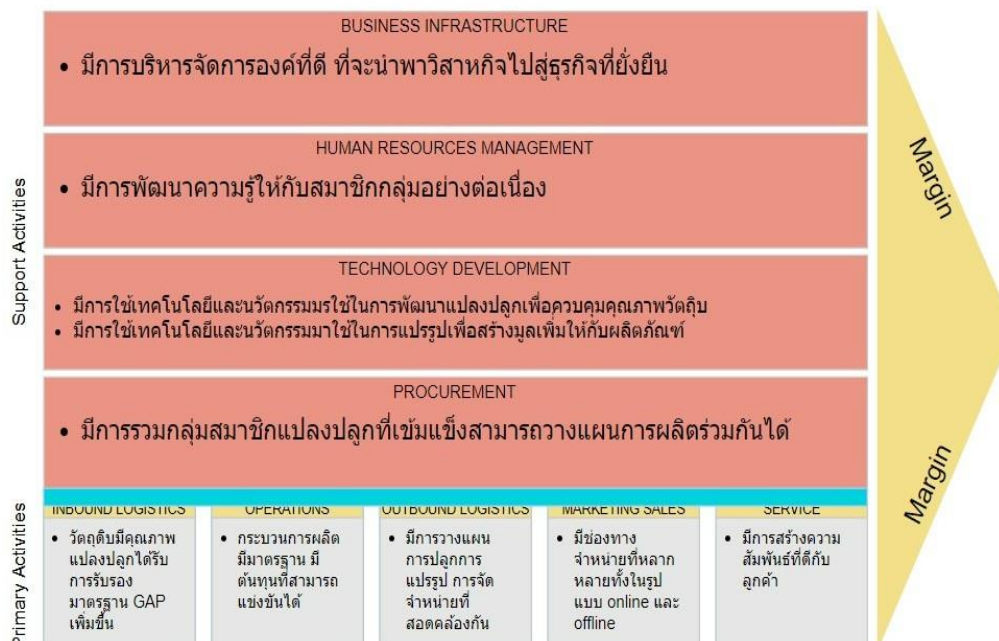 BUSINESS INFRASTRUCTURE
• มีการบริหารจัดการองค์ที่ดี ที่จะนำพาวิสาหกิจไปสู่ธุรกิจที่ยั่งยืน
HUMAN RESOURCES MANAGEMENT
• มีการพัฒนาความรู้ให้กับสมาชิกกลุ่มอย่างต่อเนื่อง
TECHNOLOGY DEVELOPMENT
• มีการใช้เทคโนโลยีและนวัตกรรมมรใช้ในการพัฒนาแปลงปลูกเพื่อควบคุมคุณภาพวัตถุิบ
• มีการใช้เทคโนโลยีและนวัตกรรมมาใช้ในการแปรรูปเพื่อสร้างมูลเพิ่มให้กับผลิตภัณฑ์
PROCUREMENT
• มีการรวมกลุ่มสมาชิกแปลงปลูกที่เข้มแข็งสามารถวางแผนการผลิตร่วมกันได้
Support Activities
Margin
Margin
Primary Activities
INBOUND LOGISTICS
• วัตถุดิบมีคุณภาพ
แปลงปลูกได้รับ
การรับรอง
มาตรฐาน GAP
เพิ่มขึ้น
OPERATIONS
• กระบวนการผลิต
มีมาตรฐาน มี
ต้นทุนที่สามารถ
แข่งขันได้
OUTBOUND LOGISTICS
• มีการวางแผน
การปลูกการ
แปรรูป การจัด
จำหน่ายที่
สอดคล้องกัน
MARKETING SALES
• มีช่องทาง
จำหน่ายที่หลาก
หลายทั้งในรูป
แบบ online และ
offline
SERVICE
• มีการสร้างความ
สัมพันธ์ที่ดีกับ
ลูกค้า